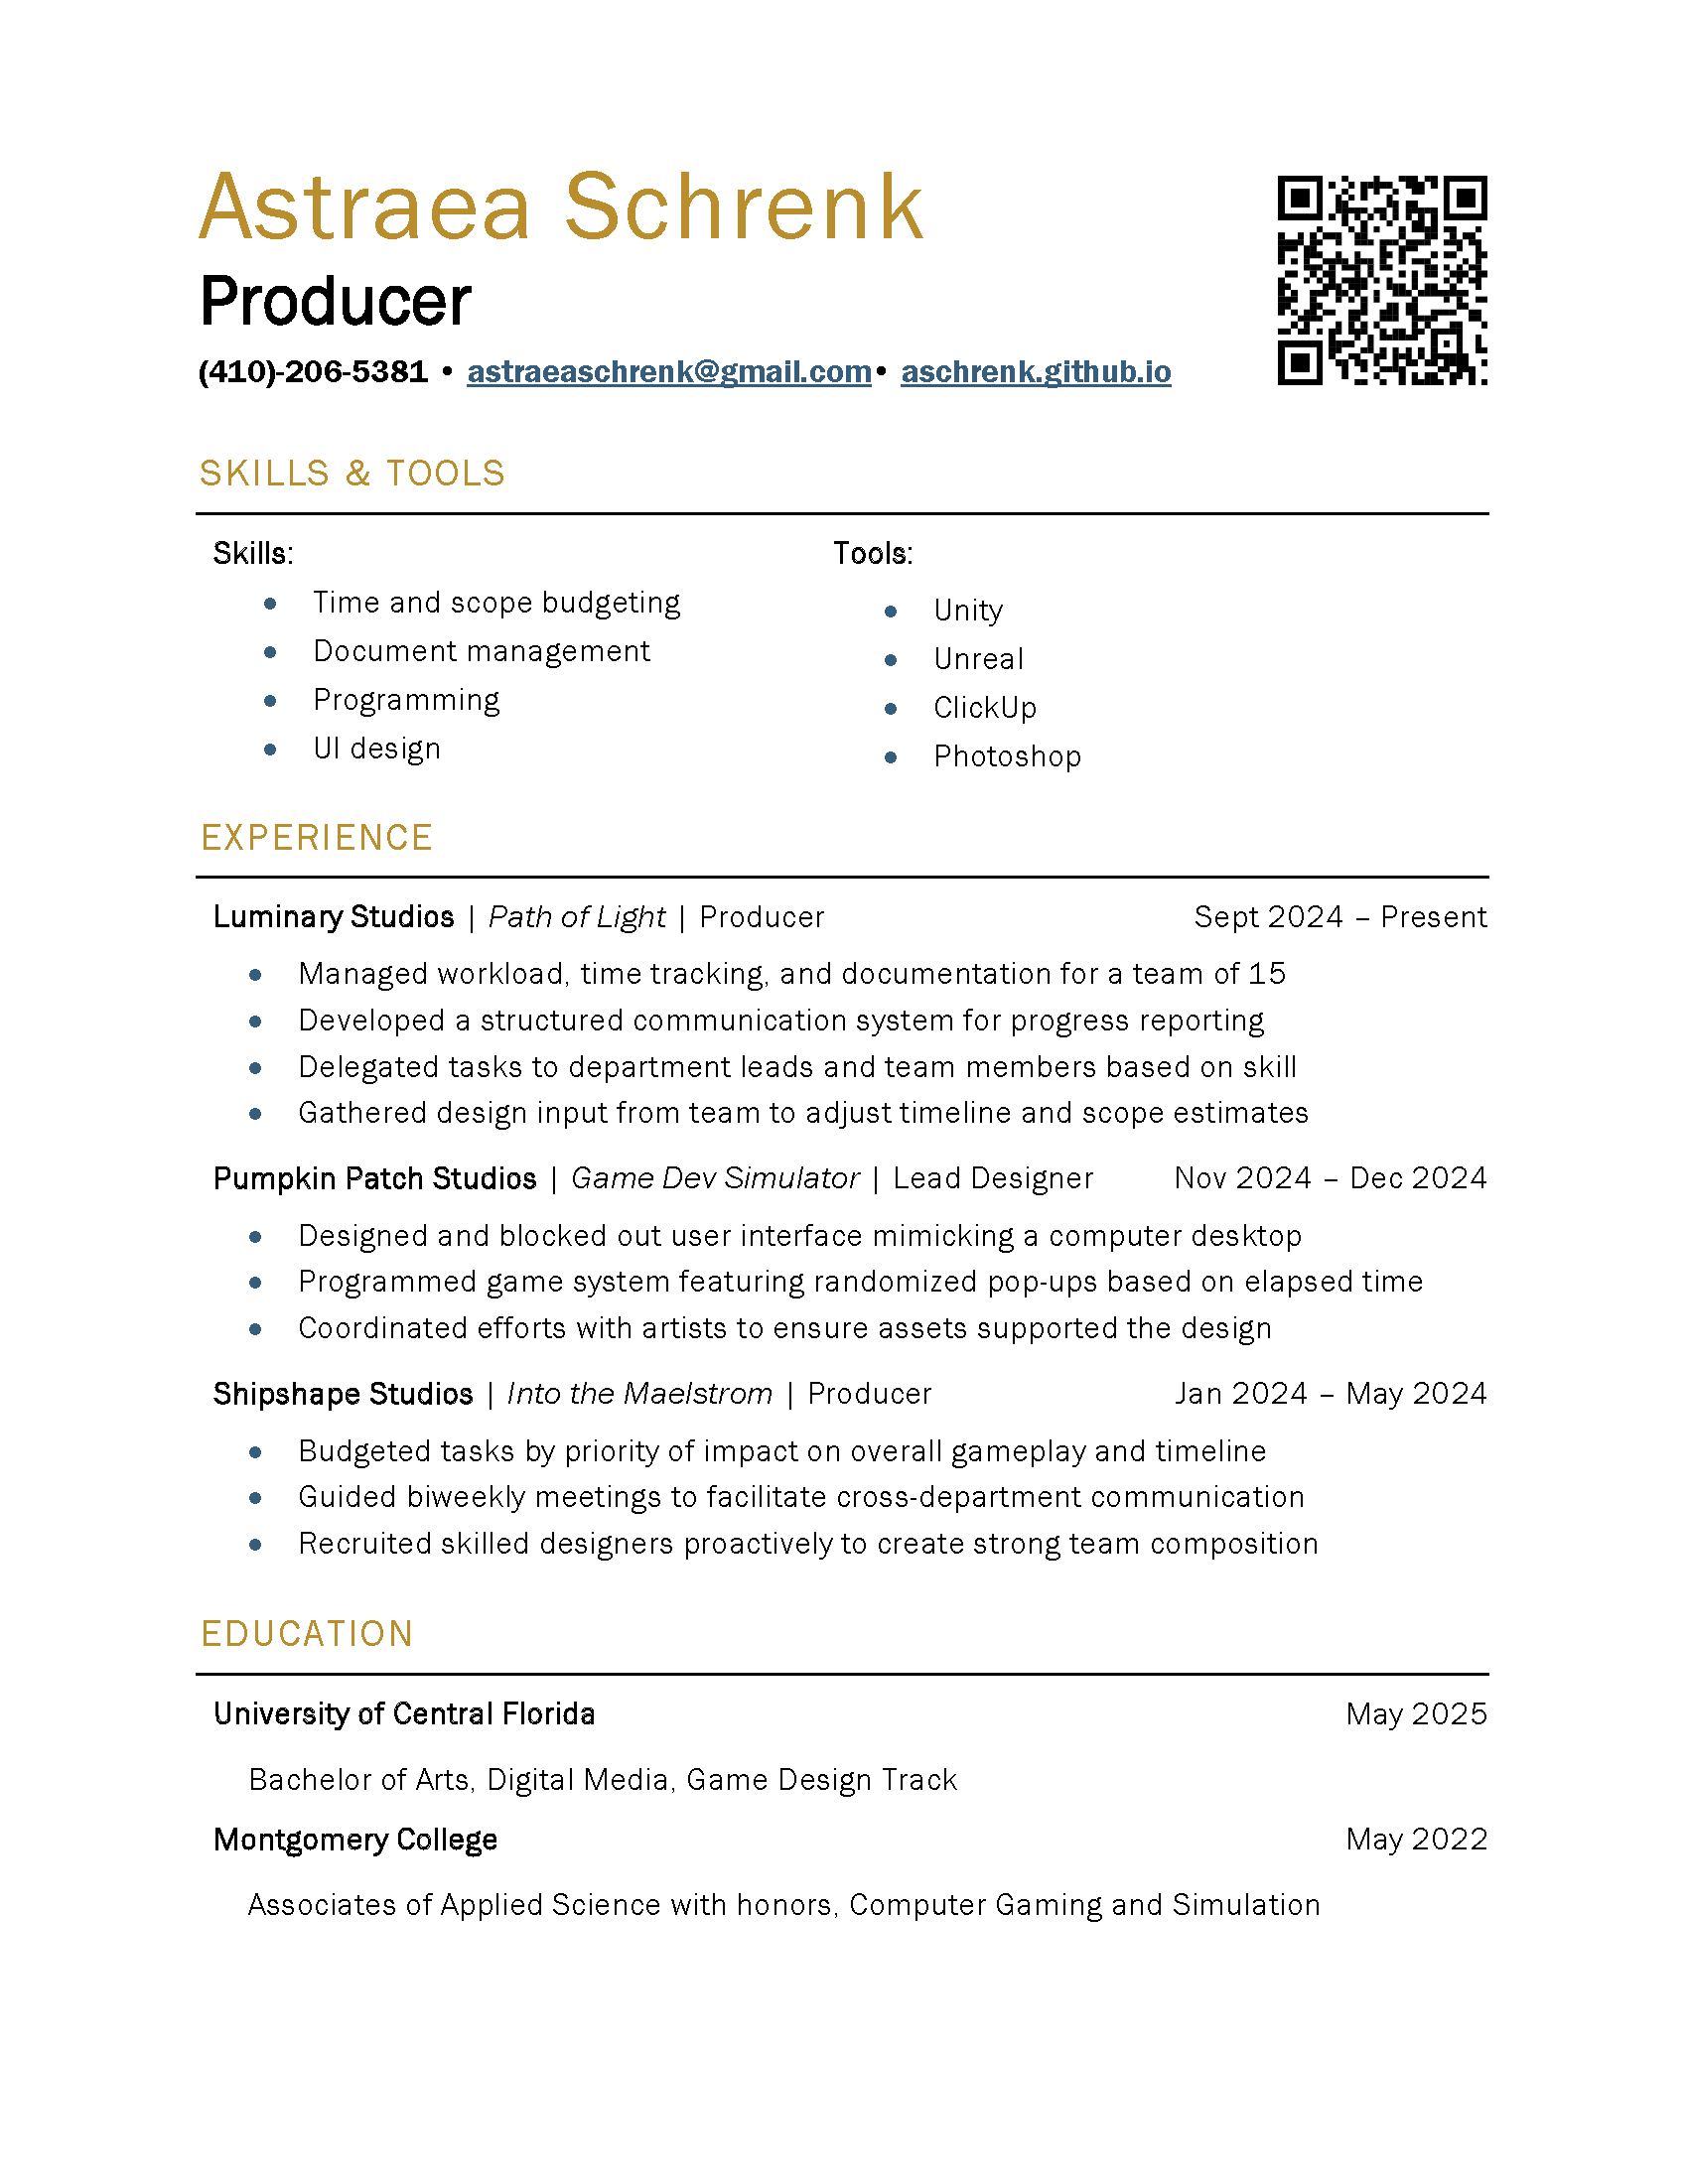 Astraea Schrenk
Producer
(410)-206-5381 • astraeaschrenk@gmail.com• aschrenk.github.io
SKILLS & TOOLS
Skills:
• Time and scope budgeting
• Document management
• Programming
• UI design
Tools:
• Unity
• Unreal
• ClickUp
• Photoshop
EXPERIENCE
Luminary Studios | Path of Light | Producer Sept 2024 – Present
• Managed workload, time tracking, and documentation for a team of 15
• Developed a structured communication system for progress reporting
• Delegated tasks to department leads and team members based on skill
• Gathered design input from team to adjust timeline and scope estimates
Pumpkin Patch Studios | Game Dev Simulator | Lead Designer Nov 2024 – Dec 2024
• Designed and blocked out user interface mimicking a computer desktop
• Programmed game system featuring randomized pop-ups based on elapsed time
• Coordinated efforts with artists to ensure assets supported the design
Shipshape Studios | Into the Maelstrom | Producer Jan 2024 – May 2024
• Budgeted tasks by priority of impact on overall gameplay and timeline
• Guided biweekly meetings to facilitate cross-department communication
• Recruited skilled designers proactively to create strong team composition
EDUCATION
University of Central Florida May 2025
Bachelor of Arts, Digital Media, Game Design Track
Montgomery College May 2022
Associates of Applied Science with honors, Computer Gaming and Simulation